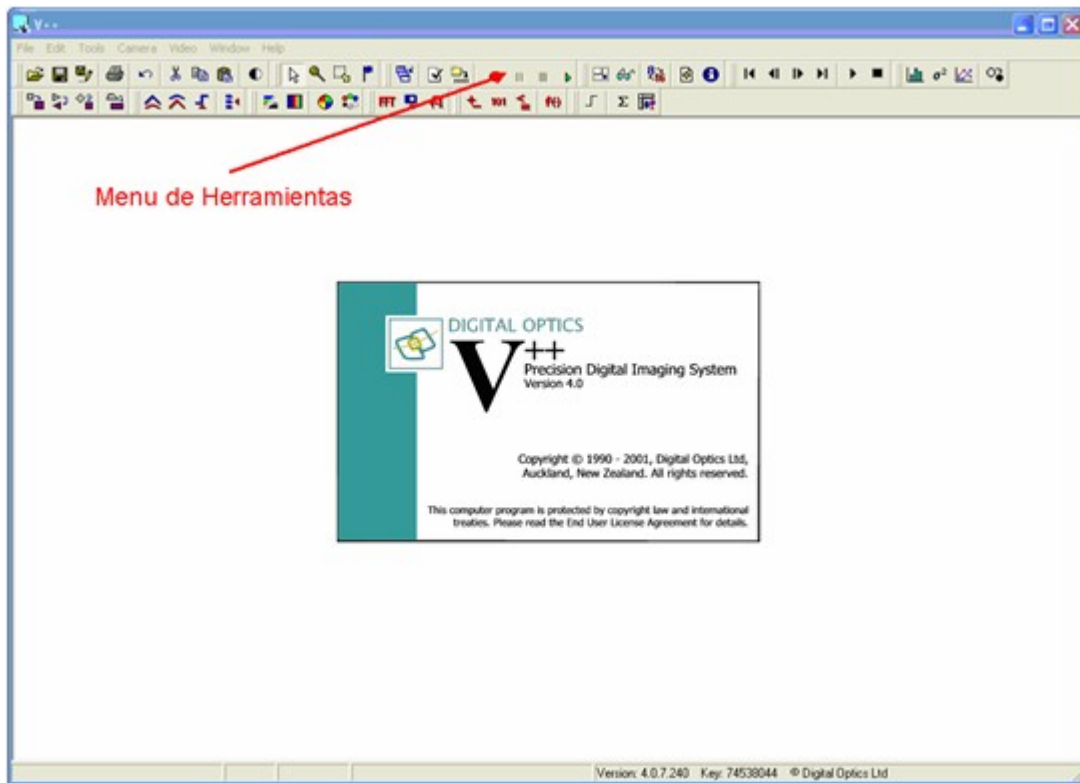 V++
File Edit Tools Camera Video Window Help
σ²
FFT 101 f(t) Σ
Menu de Herramientas
DIGITAL OPTICS
V++
Precision Digital Imaging System
Version 4.0
Copyright © 1990 - 2001, Digital Optics Ltd,
Auckland, New Zealand. All rights reserved.
This computer program is protected by copyright law and international
treaties. Please read the End User License Agreement for details.
Version: 4.0.7.240 Key: 74538044 © Digital Optics Ltd